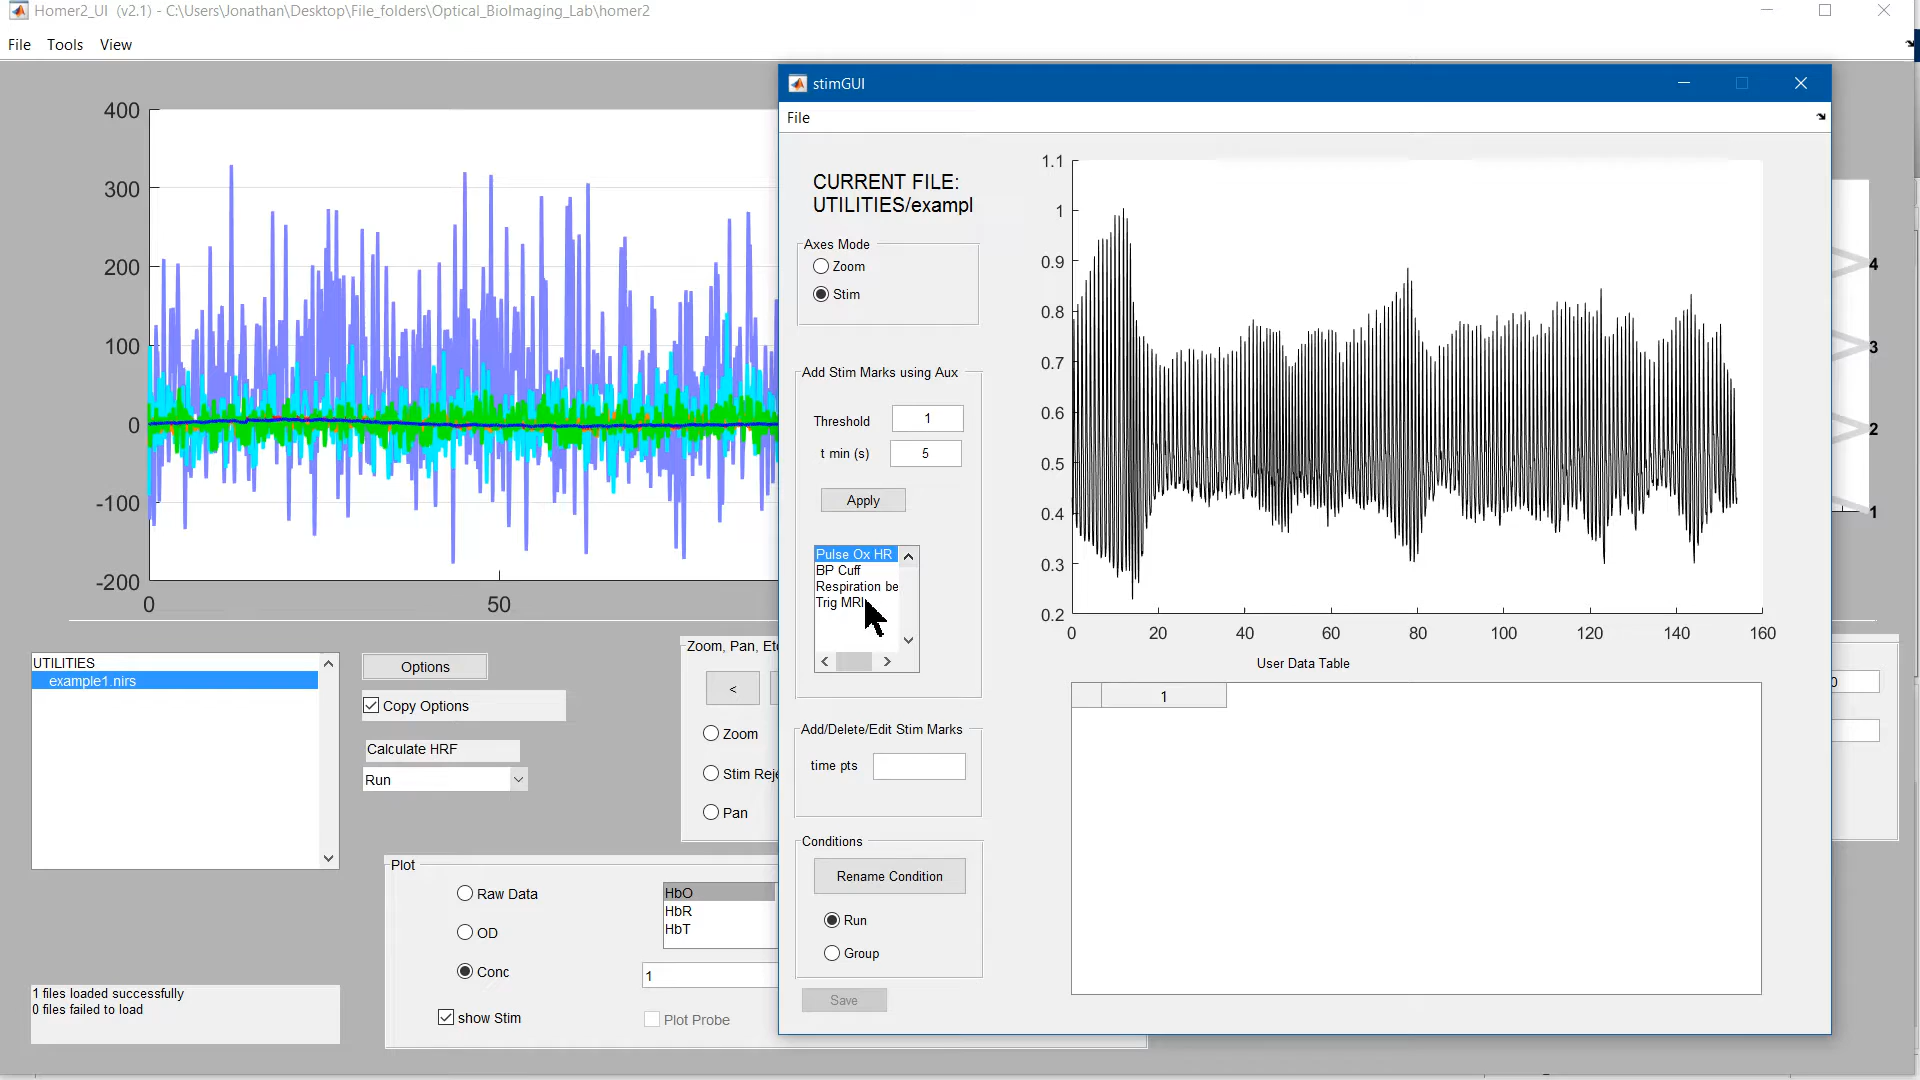 Homer2_UI (v2.1) - C:\Users\Jonathan\Desktop\File_folders\Optical_BioImaging_Lab\homer2
File Tools View
400
300
200
100
0
-100
-200
0
50
UTILITIES
example1.nirs
1 files loaded successfully
0 files failed to load
Options
Copy Options
Calculate HRF
Run
Zoom, Pan, Etc
<
Zoom
Stim Reje
Pan
Plot
Raw Data
OD
Conc
show Stim
HbO
HbR
HbT
1
Plot Probe
stimGUI
File
CURRENT FILE:
UTILITIES/exampl
Axes Mode
Zoom
Stim
Add Stim Marks using Aux
Threshold 1
t min (s) 5
Apply
Pulse Ox HR
BP Cuff
Respiration be
Trig MRI
Add/Delete/Edit Stim Marks
time pts
Conditions
Rename Condition
Run
Group
Save
1.1
1
0.9
0.8
0.7
0.6
0.5
0.4
0.3
0.2
0 20 40 60 80 100 120 140 160
User Data Table
1
4
3
2
1
0